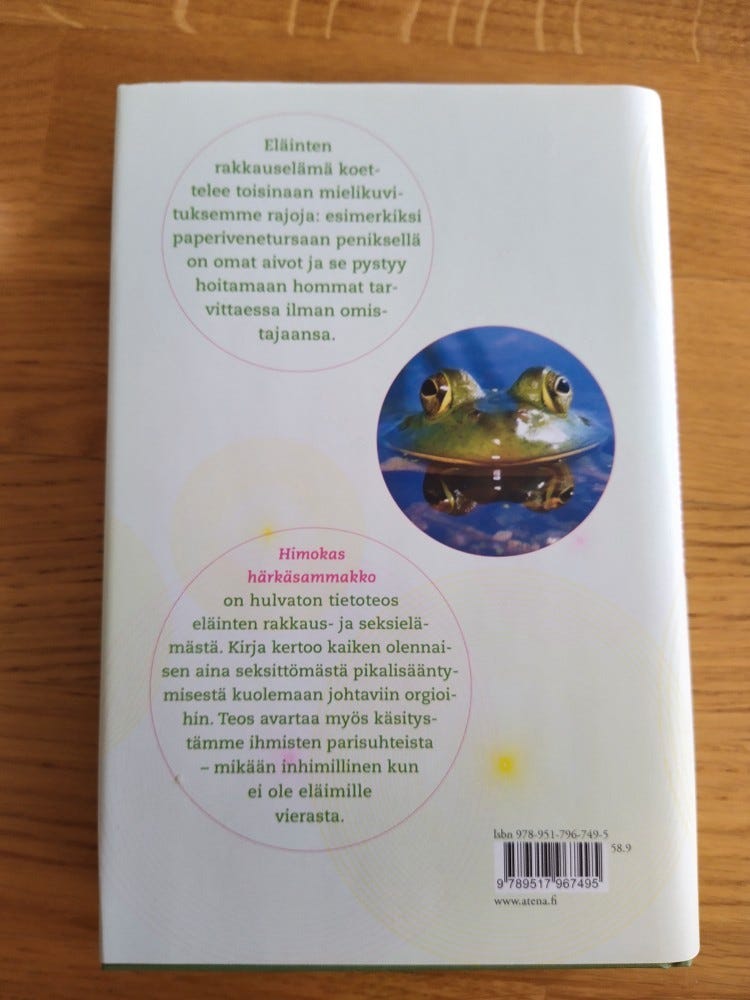 Eläinten
rakkauselämä koet-
telee toisinaan mielikuvi-
tuksemme rajoja: esimerkiksi
paperivenetursaan peniksellä
on omat aivot ja se pystyy
hoitamaan hommat tar-
vittaessa ilman omis-
tajaansa.
Himokas
härkäsammakko
on hulvaton tietoteos
eläinten rakkaus- ja seksielä-
mästä. Kirja kertoo kaiken olennai-
sen aina seksittömästä pikalisäänty-
misestä kuolemaan johtaviin orgioi-
hin. Teos avartaa myös käsitys-
tämme ihmisten parisuhteista
– mikään inhimillinen kun
ei ole eläimille
vierasta.
Isbn 978-951-796-749-5
58.9
9 789517 967495
www.atena.fi